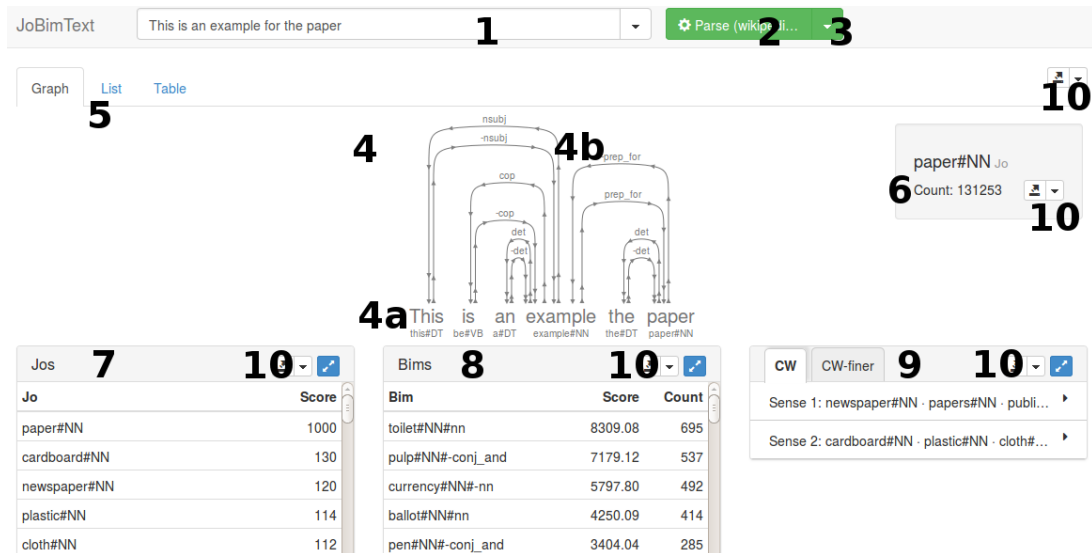 JoBimText This is an example for the paper 1 Parse (wikipedi... 2 3
Graph List Table 10
5
nsubj
4 -nsubj 4b -prep_for
paper#NN Jo
cop
6 Count: 131253
prep_for
10
-cop
det det
-det -det
4a This is an example the paper
this#DT be#VB a#DT example#NN the#DT paper#NN
Jos 7 10 Bims 8 10 CW CW-finer 9 10
Jo Score Bim Score Count
Sense 1: newspaper#NN · papers#NN · publi...
paper#NN 1000 toilet#NN#nn 8309.08 695
Sense 2: cardboard#NN · plastic#NN · cloth#...
cardboard#NN 130 pulp#NN#-conj_and 7179.12 537
newspaper#NN 120 currency#NN#-nn 5797.80 492
plastic#NN 114 ballot#NN#nn 4250.09 414
cloth#NN 112 pen#NN#-conj_and 3404.04 285